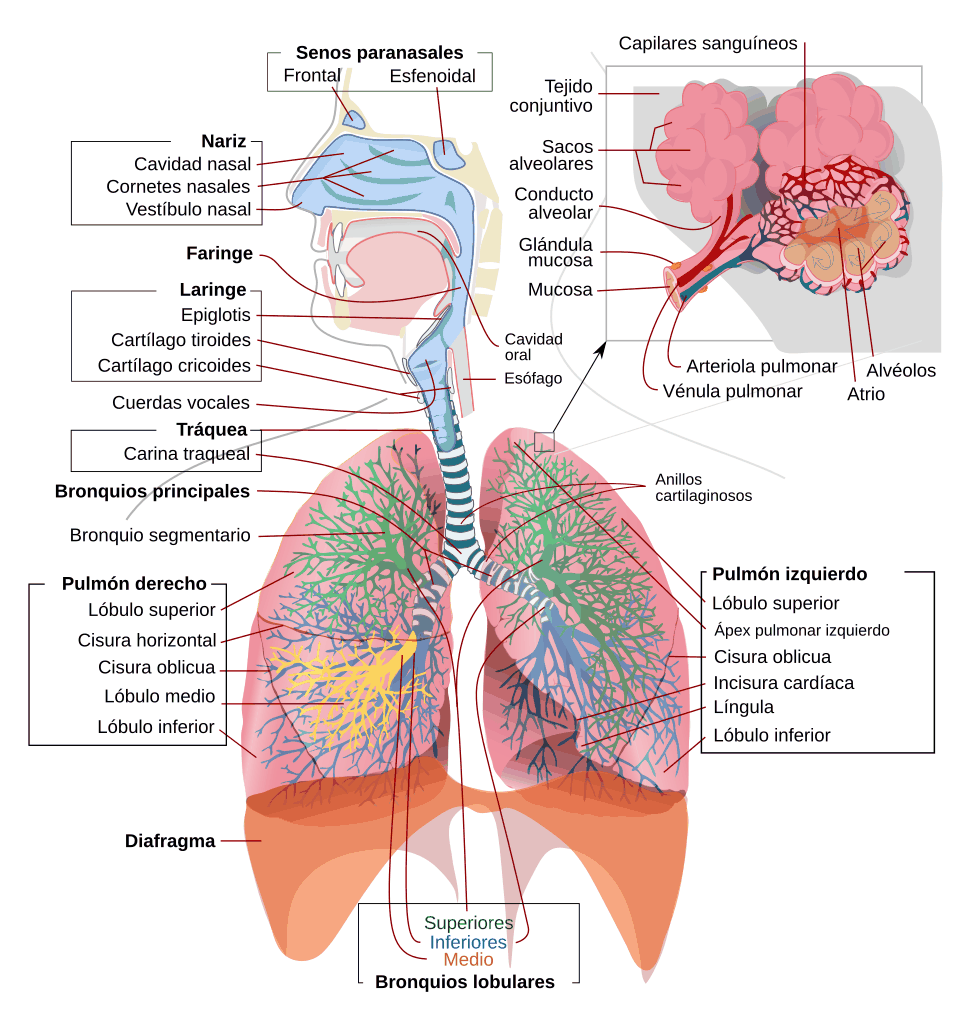 Senos paranasales
Frontal
Esfenoidal
Nariz
Cavidad nasal
Cornetes nasales
Vestíbulo nasal
Faringe
Laringe
Epiglotis
Cartílago tiroides
Cartílago cricoides
Cuerdas vocales
Tráquea
Carina traqueal
Bronquios principales
Bronquio segmentario
Pulmón derecho
Lóbulo superior
Cisura horizontal
Cisura oblicua
Lóbulo medio
Lóbulo inferior
Diafragma
Capilares sanguíneos
Tejido
conjuntivo
Sacos
alveolares
Conducto
alveolar
Glándula
mucosa
Mucosa
Cavidad
oral
Esófago
Arteriola pulmonar
Vénula pulmonar
Alvéolos
Atrio
Anillos
cartilaginosos
Pulmón izquierdo
Lóbulo superior
Ápex pulmonar izquierdo
Cisura oblicua
Incisura cardíaca
Língula
Lóbulo inferior
Superiores
Inferiores
Medio
Bronquios lobulares